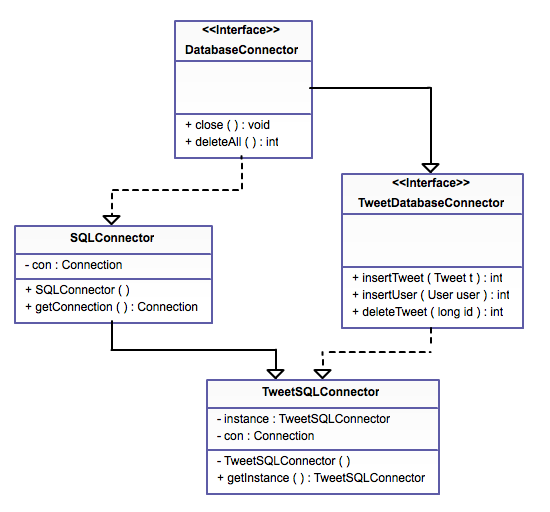 <<Interface>>
DatabaseConnector
+ close ( ) : void
+ deleteAll ( ) : int
<<Interface>>
TweetDatabaseConnector
+ insertTweet ( Tweet t ) : int
+ insertUser ( User user ) : int
+ deleteTweet ( long id ) : int
SQLConnector
- con : Connection
+ SQLConnector ( )
+ getConnection ( ) : Connection
TweetSQLConnector
- instance : TweetSQLConnector
- con : Connection
- TweetSQLConnector ( )
+ getInstance ( ) : TweetSQLConnector